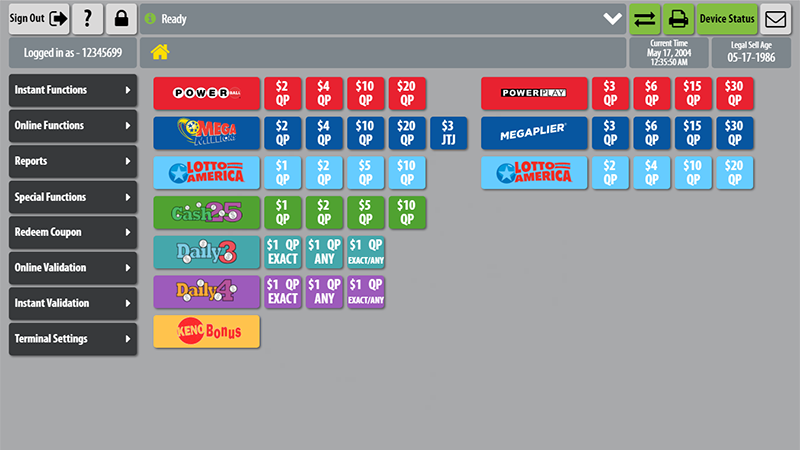 Sign Out
?
Ready
Device Status
Logged in as - 12345699
Current Time
May 17, 2004
12:35:50 AM
Legal Sell Age
05-17-1986
Instant Functions
Online Functions
Reports
Special Functions
Redeem Coupon
Online Validation
Instant Validation
Terminal Settings
POWERBALL
$2 QP
$4 QP
$10 QP
$20 QP
POWERPLAY
$3 QP
$6 QP
$15 QP
$30 QP
MEGA
MILLIONS
$2 QP
$4 QP
$10 QP
$20 QP
$3 JTJ
MEGAPLIER
$3 QP
$6 QP
$15 QP
$30 QP
LOTTO
AMERICA
$1 QP
$2 QP
$5 QP
$10 QP
LOTTO
AMERICA
$2 QP
$4 QP
$10 QP
$20 QP
Cash25
$1 QP
$2 QP
$5 QP
$10 QP
Daily3
$1 QP
EXACT
$1 QP
ANY
$1 QP
EXACT/ANY
Daily4
$1 QP
EXACT
$1 QP
ANY
$1 QP
EXACT/ANY
KENO Bonus